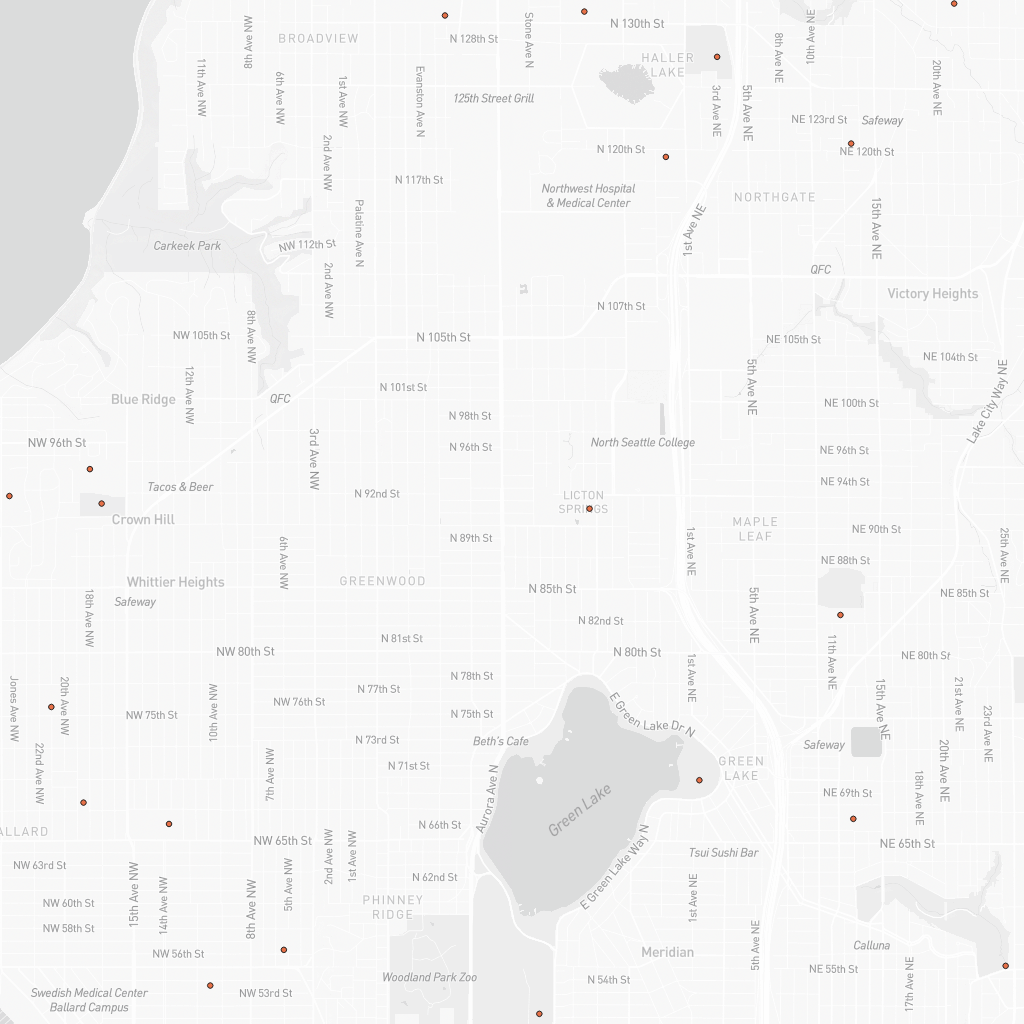 8th Ave NW
BROADVIEW
N 128th St
Stone Ave N
N 130th St
8th Ave NE
10th Ave NE
11th Ave NW
6th Ave NW
1st Ave NW
Evanston Ave N
HALLER
LAKE
3rd Ave NE
5th Ave NE
20th Ave NE
125th Street Grill
NE 123rd St
Safeway
2nd Ave NW
N 120th St
NE 120th St
N 117th St
Northwest Hospital
& Medical Center
NORTHGATE
Palatine Ave N
1st Ave NE
15th Ave NE
Carkeek Park
NW 112th St
QFC
2nd Ave NW
Victory Heights
N 107th St
NW 105th St
8th Ave NW
N 105th St
NE 105th St
NE 104th St
12th Ave NW
N 101st St
5th Ave NE
Lake City Way NE
Blue Ridge
QFC
NE 100th St
N 98th St
NW 96th St
3rd Ave NW
N 96th St
North Seattle College
NE 96th St
Tacos & Beer
N 92nd St
LICTON
SPRINGS
NE 94th St
Crown Hill
MAPLE
LEAF
NE 90th St
6th Ave NW
N 89th St
1st Ave NE
25th Ave NE
NE 88th St
Whittier Heights
GREENWOOD
N 85th St
NE 85th St
Safeway
18th Ave NW
5th Ave NE
N 82nd St
N 81st St
NW 80th St
N 80th St
11th Ave NE
NE 80th St
N 78th St
1st Ave NE
Jones Ave NW
20th Ave NW
10th Ave NW
N 77th St
NW 76th St
15th Ave NE
21st Ave NE
NW 75th St
N 75th St
E Green Lake Dr N
23rd Ave NE
22nd Ave NW
7th Ave NW
N 73rd St
Beth's Cafe
Safeway
20th Ave NE
N 71st St
GREEN
LAKE
18th Ave NE
Aurora Ave N
Green Lake
NE 69th St
ALLARD
N 66th St
NW 65th St
2nd Ave NW
1st Ave NW
NE 65th St
E Green Lake Way N
Tsui Sushi Bar
NW 63rd St
15th Ave NW
14th Ave NW
8th Ave NW
5th Ave NW
N 62nd St
1st Ave NE
NW 60th St
PHINNEY
RIDGE
NW 58th St
5th Ave NE
NW 56th St
Meridian
Calluna
NE 55th St
17th Ave NE
Woodland Park Zoo
N 54th St
Swedish Medical Center
Ballard Campus
NW 53rd St